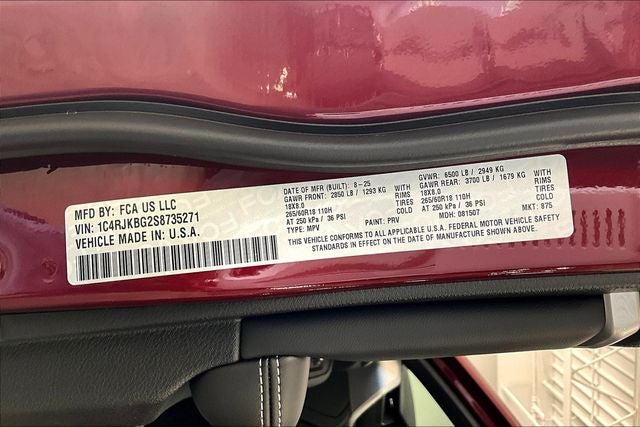 MFD BY: FCA US LLC
VIN: 1C4RJKBG2S8735271
VEHICLE MADE IN: U.S.A.
DATE OF MFR (BUILT): 8-25
GAWR FRONT: 2850 LB / 1293 KG WITH
18X8.0 TIRES
265/60R18 110H COLD
AT 250 kPa/ 36 PSI
TYPE: MPV PAINT: PRV
GVWR: 6500 LB / 2949 KG
GAWR REAR: 3700 LB / 1679 KG WITH
18X8.0 TIRES
265/60R18 110H COLD
AT 250 kPa/ 36 PSI
MDH: 081507 MKT: 875
THIS VEHICLE CONFORMS TO ALL APPLICABLE U.S.A. FEDERAL MOTOR VEHICLE SAFETY
STANDARDS IN EFFECT ON THE DATE OF MANUFACTURE SHOWN ABOVE.